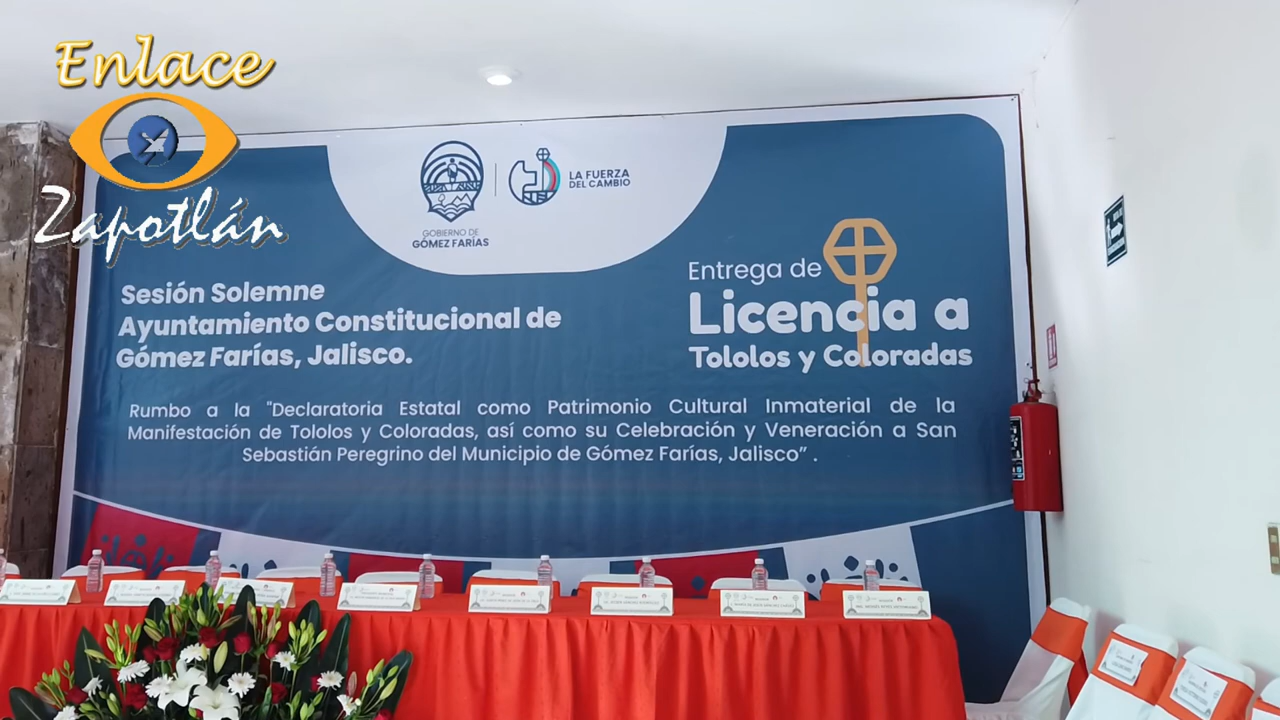 Enlace
Zapotlán
GOBIERNO DE
GÓMEZ FARÍAS
LA FUERZA
DEL CAMBIO
Sesión Solemne
Ayuntamiento Constitucional de
Gómez Farías, Jalisco.
Entrega de
Licencia a
Tololos y Coloradas
Rumbo a la "Declaratoria Estatal como Patrimonio Cultural Inmaterial de la
Manifestación de Tololos y Coloradas, así como su Celebración y Veneración a San
Sebastián Peregrino del Municipio de Gómez Farías, Jalisco” .